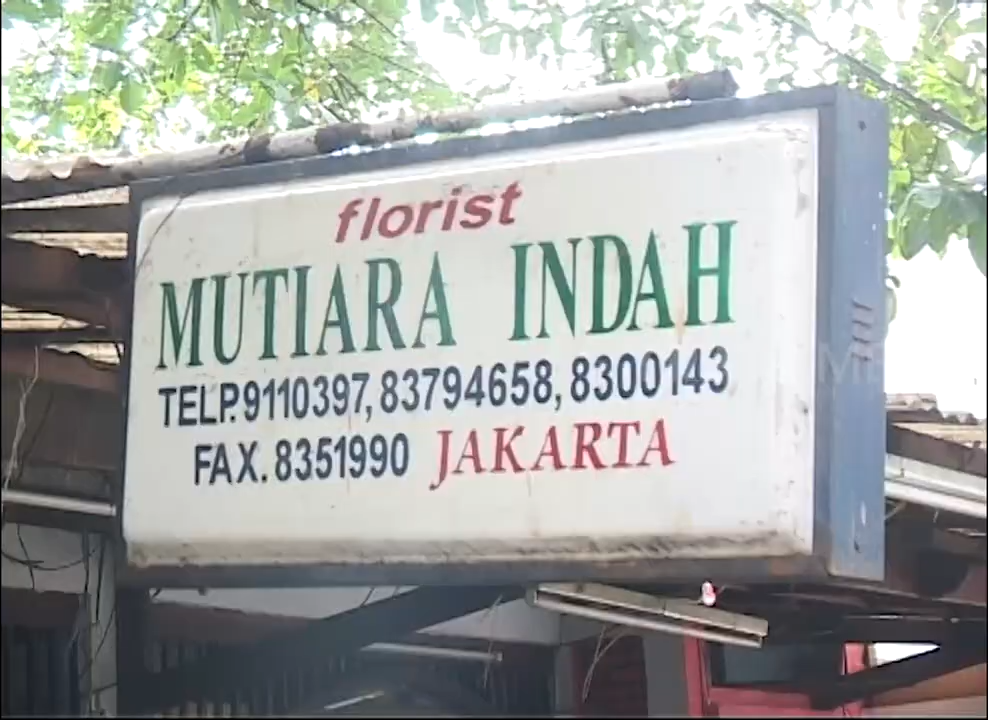 florist
MUTIARA INDAH
TELP.9110397, 83794658, 8300143
FAX. 8351990 JAKARTA